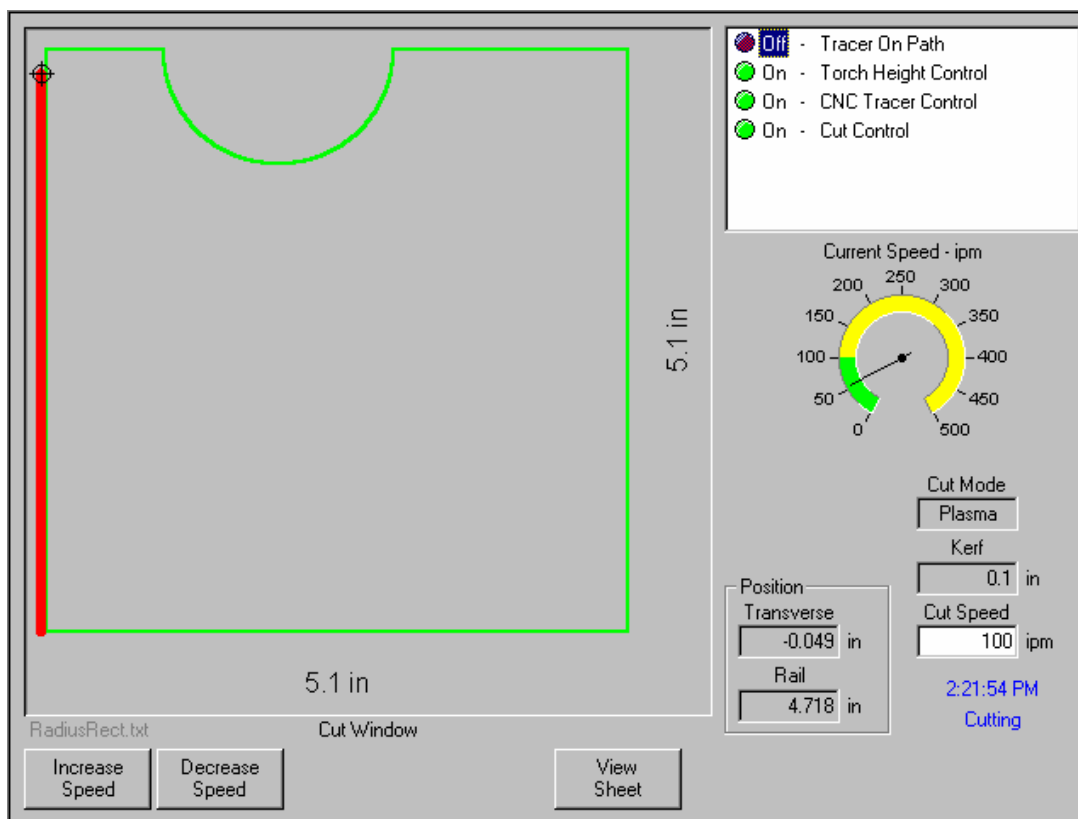 Off - Tracer On Path
On - Torch Height Control
On - CNC Tracer Control
On - Cut Control
5.1 in
5.1 in
RadiusRect.txt
Cut Window
Increase
Speed
Decrease
Speed
View
Sheet
Current Speed - ipm
0
50
100
150
200
250
300
350
400
450
500
Cut Mode
Plasma
Kerf
0.1 in
Cut Speed
100 ipm
Position
Transverse
-0.049 in
Rail
4.718 in
2:21:54 PM
Cutting